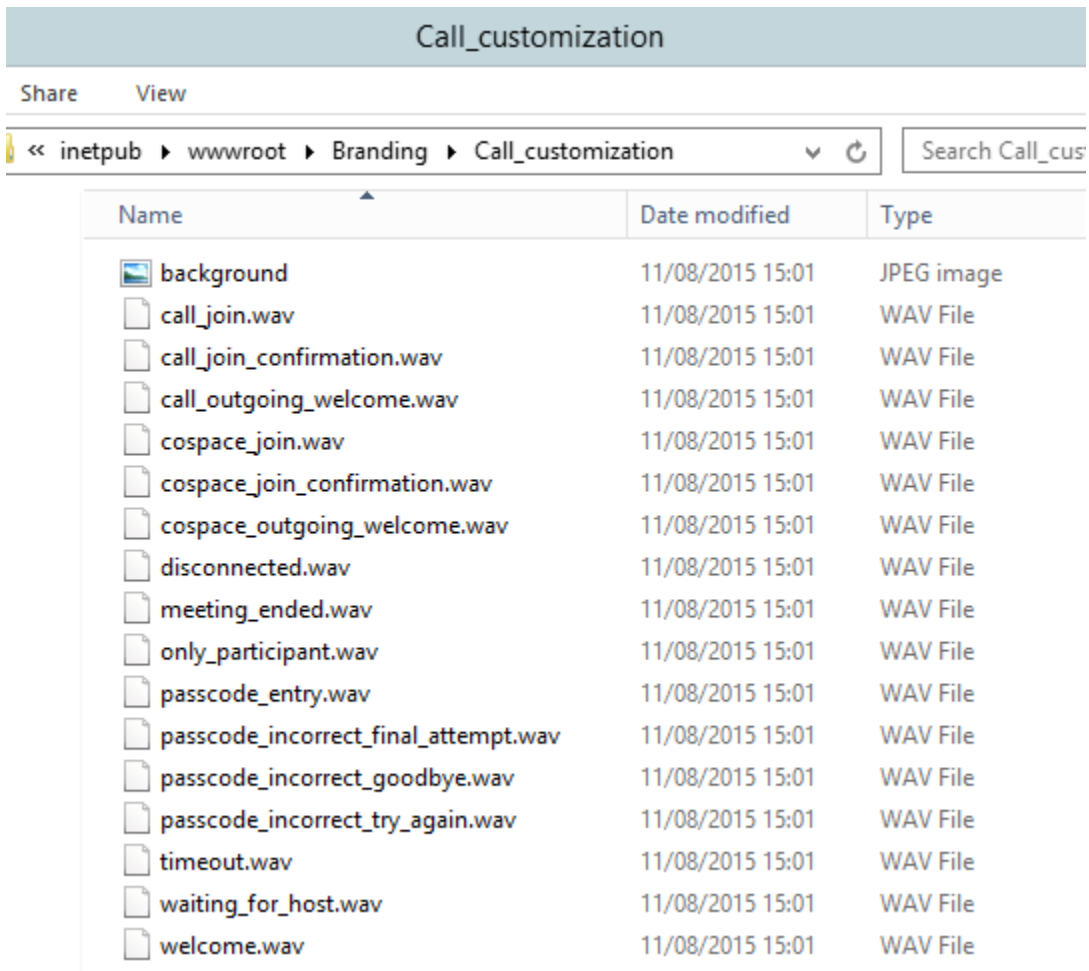 Call_customization
Share View
« inetpub ▸ wwwroot ▸ Branding ▸ Call_customization Search Call_cus
Name Date modified Type
background 11/08/2015 15:01 JPEG image
call_join.wav 11/08/2015 15:01 WAV File
call_join_confirmation.wav 11/08/2015 15:01 WAV File
call_outgoing_welcome.wav 11/08/2015 15:01 WAV File
cospace_join.wav 11/08/2015 15:01 WAV File
cospace_join_confirmation.wav 11/08/2015 15:01 WAV File
cospace_outgoing_welcome.wav 11/08/2015 15:01 WAV File
disconnected.wav 11/08/2015 15:01 WAV File
meeting_ended.wav 11/08/2015 15:01 WAV File
only_participant.wav 11/08/2015 15:01 WAV File
passcode_entry.wav 11/08/2015 15:01 WAV File
passcode_incorrect_final_attempt.wav 11/08/2015 15:01 WAV File
passcode_incorrect_goodbye.wav 11/08/2015 15:01 WAV File
passcode_incorrect_try_again.wav 11/08/2015 15:01 WAV File
timeout.wav 11/08/2015 15:01 WAV File
waiting_for_host.wav 11/08/2015 15:01 WAV File
welcome.wav 11/08/2015 15:01 WAV File